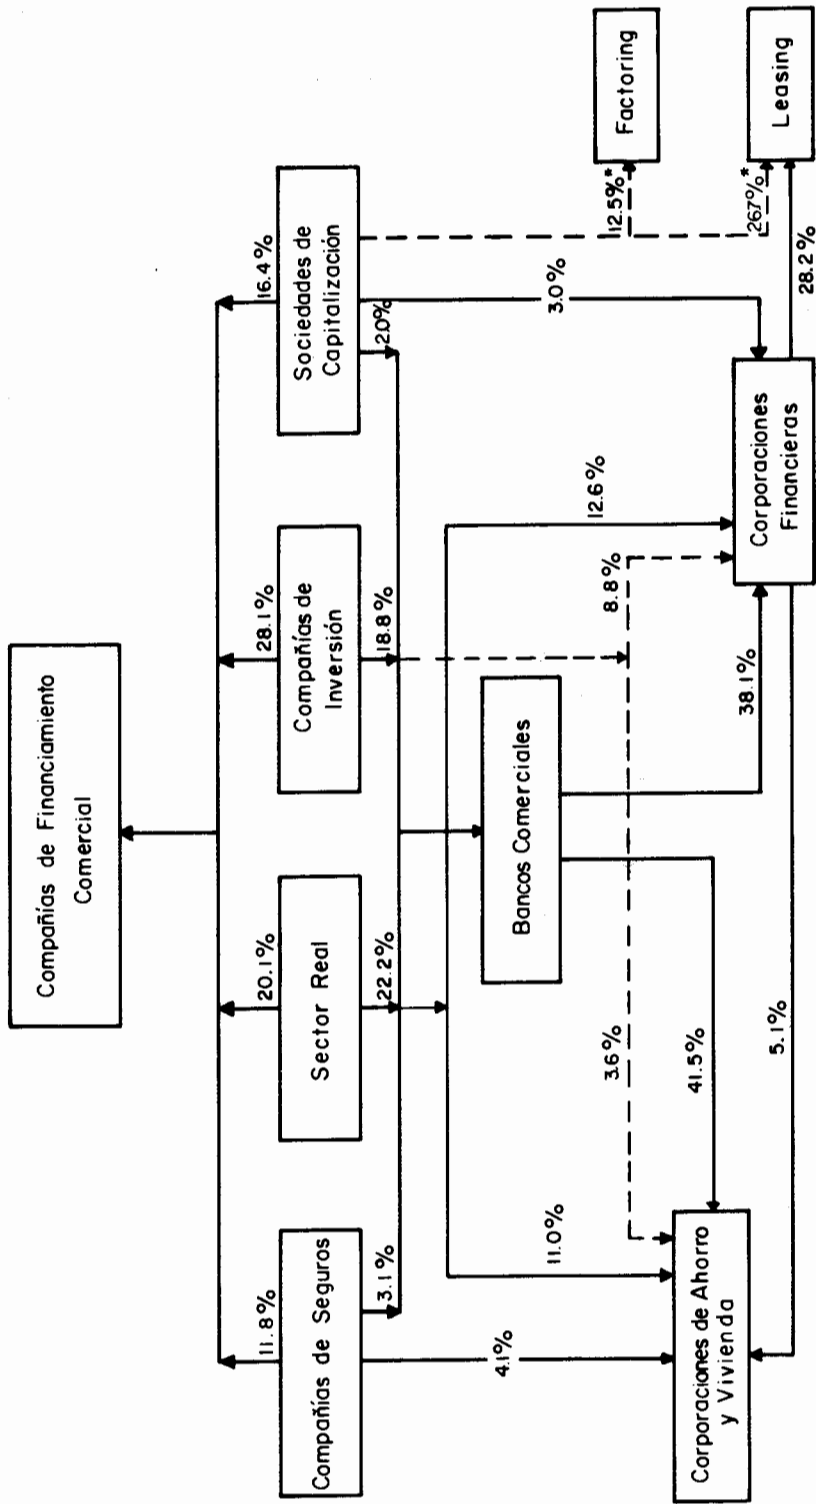 Compañías de Financiamiento
Comercial
11.8%
20.1%
28.1%
16.4%
Compañías de Seguros
Sector Real
Compañías de
Inversión
Sociedades de
Capitalización
3.1%
22.2%
18.8%
2.0%
4.1%
11.0%
Bancos Comerciales
12.6%
3.0%
12.5%*
Factoring
3.6%
8.8%
41.5%
38.1%
267%*
Leasing
Corporaciones de Ahorro
y Vivienda
Corporaciones
Financieras
5.1%
28.2%